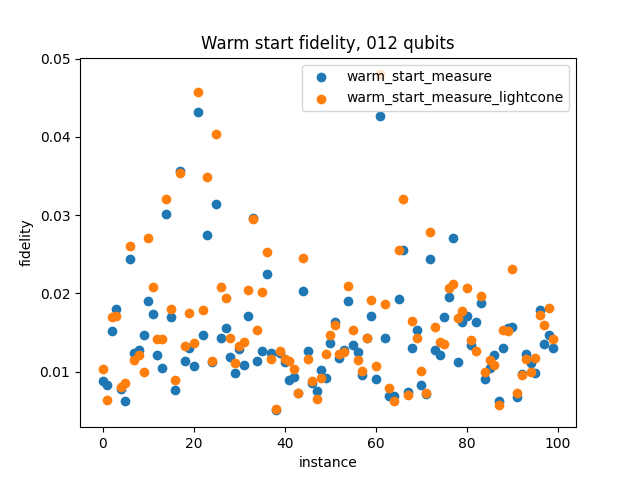 Warm start fidelity, 012 qubits
0.05
0.04
0.03
0.02
0.01
fidelity
warm_start_measure
warm_start_measure_lightcone
0
20
40
60
80
100
instance